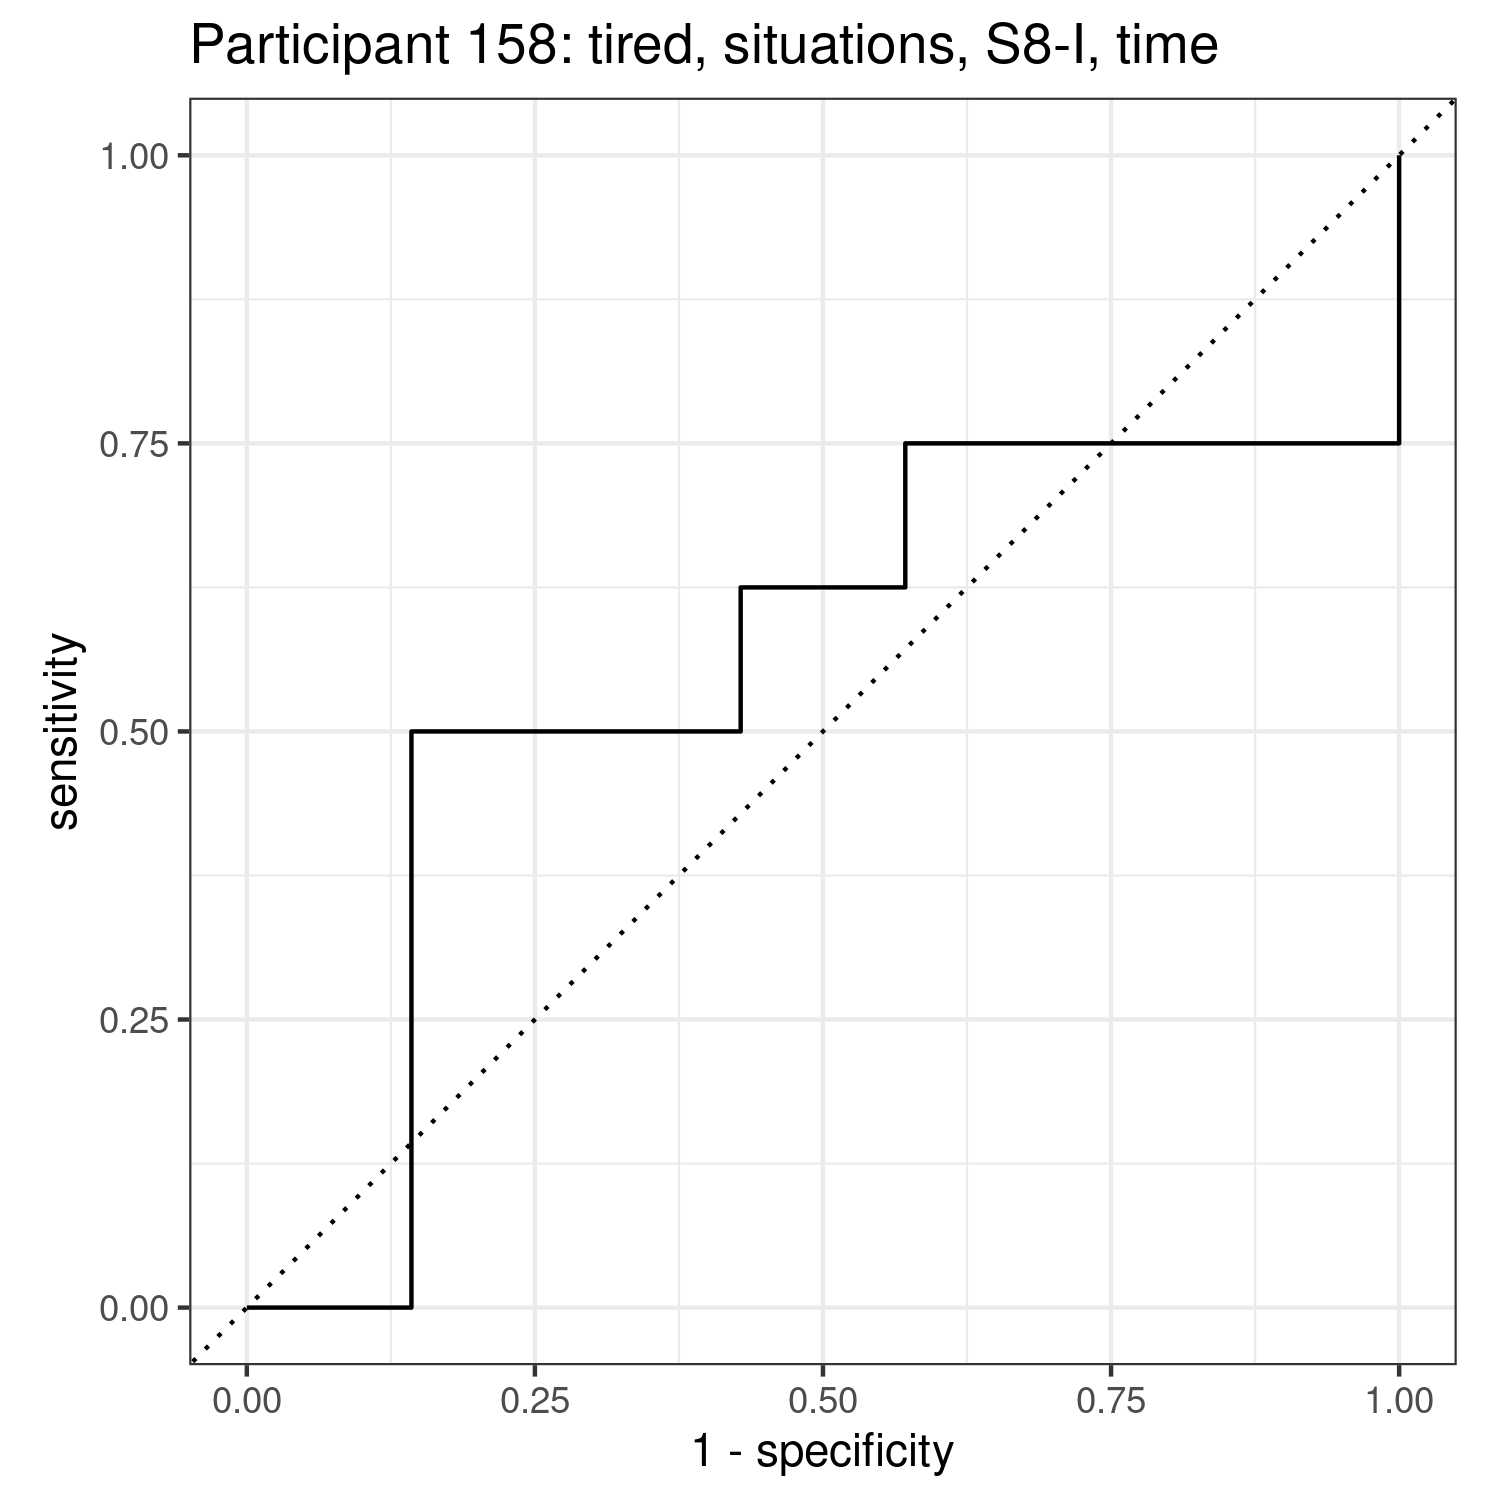 Participant 158: tired, situations, S8-I, time
1.00
0.75
0.50
0.25
0.00
sensitivity
0.00 0.25 0.50 0.75 1.00
1 - specificity